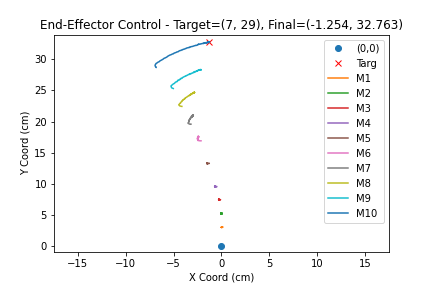 End-Effector Control - Target=(7, 29), Final=(-1.254, 32.763)
Y Coord (cm)
30
25
20
15
10
5
0
−15
−10
−5
0
5
10
15
X Coord (cm)
(0,0)
Targ
M1
M2
M3
M4
M5
M6
M7
M8
M9
M10